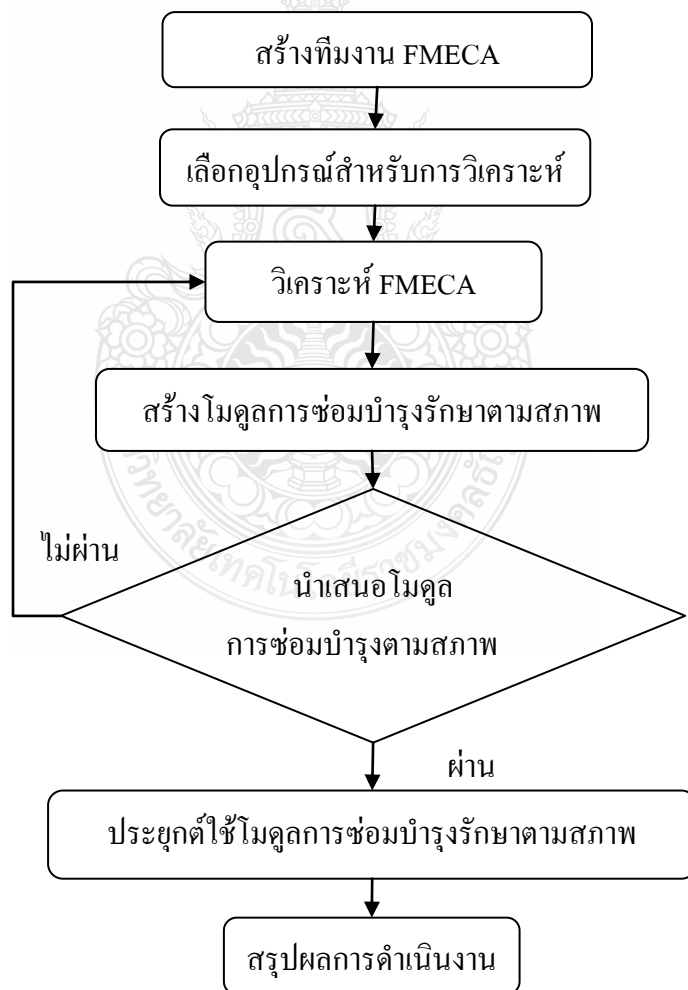 สร้างทีมงาน FMECA
เลือกอุปกรณ์สำหรับการวิเคราะห์
วิเคราะห์ FMECA
สร้างโมดูลการซ่อมบำรุงรักษาตามสภาพ
ไม่ผ่าน
นำเสนอโมดูล
การซ่อมบำรุงตามสภาพ
ผ่าน
ประยุกต์ใช้โมดูลการซ่อมบำรุงรักษาตามสภาพ
สรุปผลการดำเนินงาน